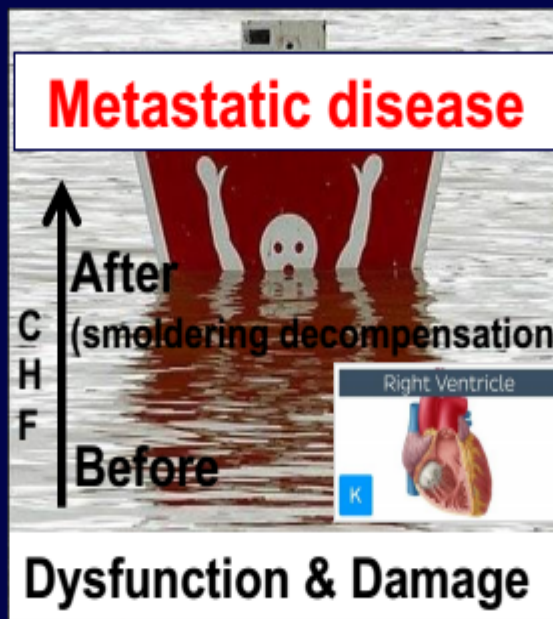 Metastatic disease
After
(smoldering decompensation
C
H
F
Right Ventricle
K
Before
Dysfunction & Damage